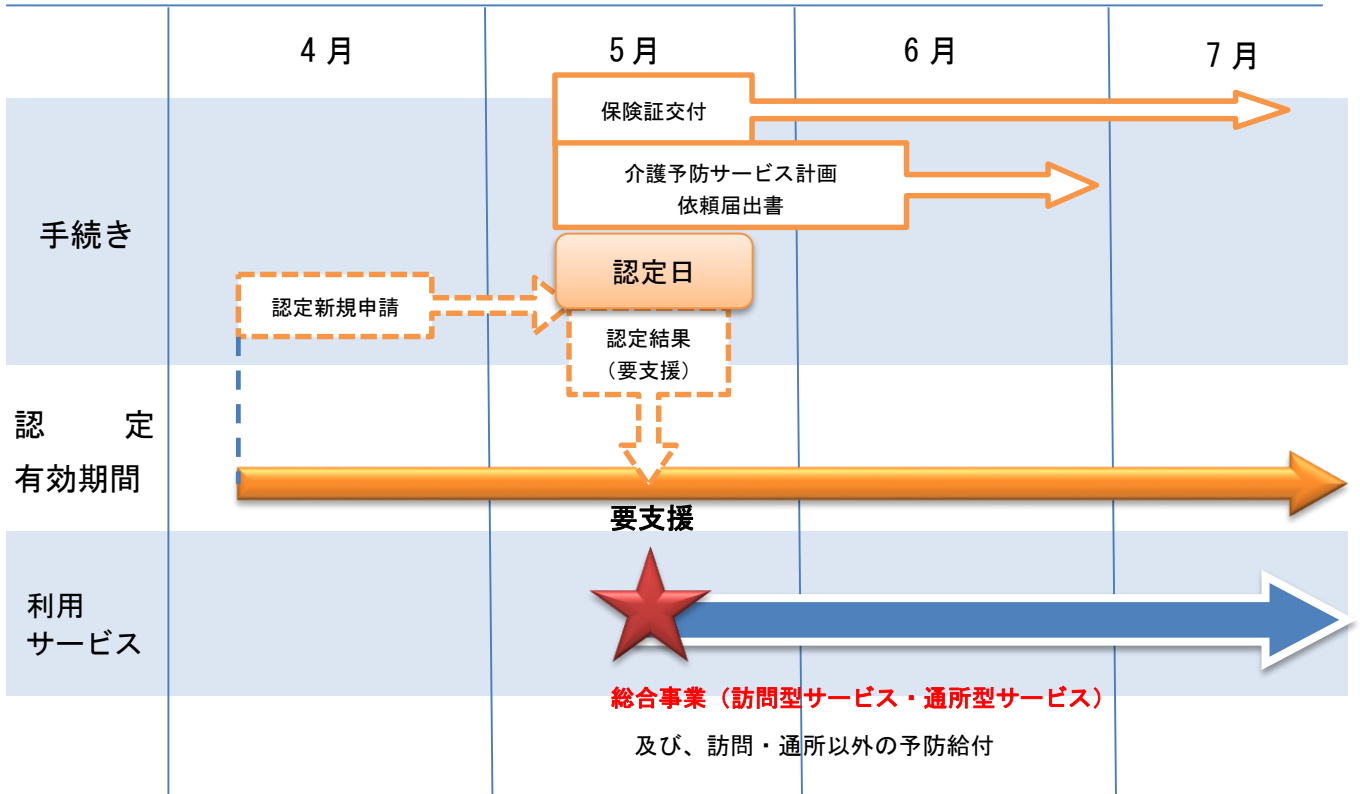 4月
5月
6月
7月
保険証交付
介護予防サービス計画
依頼届出書
手続き
認定日
認定新規申請
認定結果
（要支援）
認　　定
有効期間
要支援
利用
サービス
総合事業（訪問型サービス・通所型サービス）
及び、訪問・通所以外の予防給付